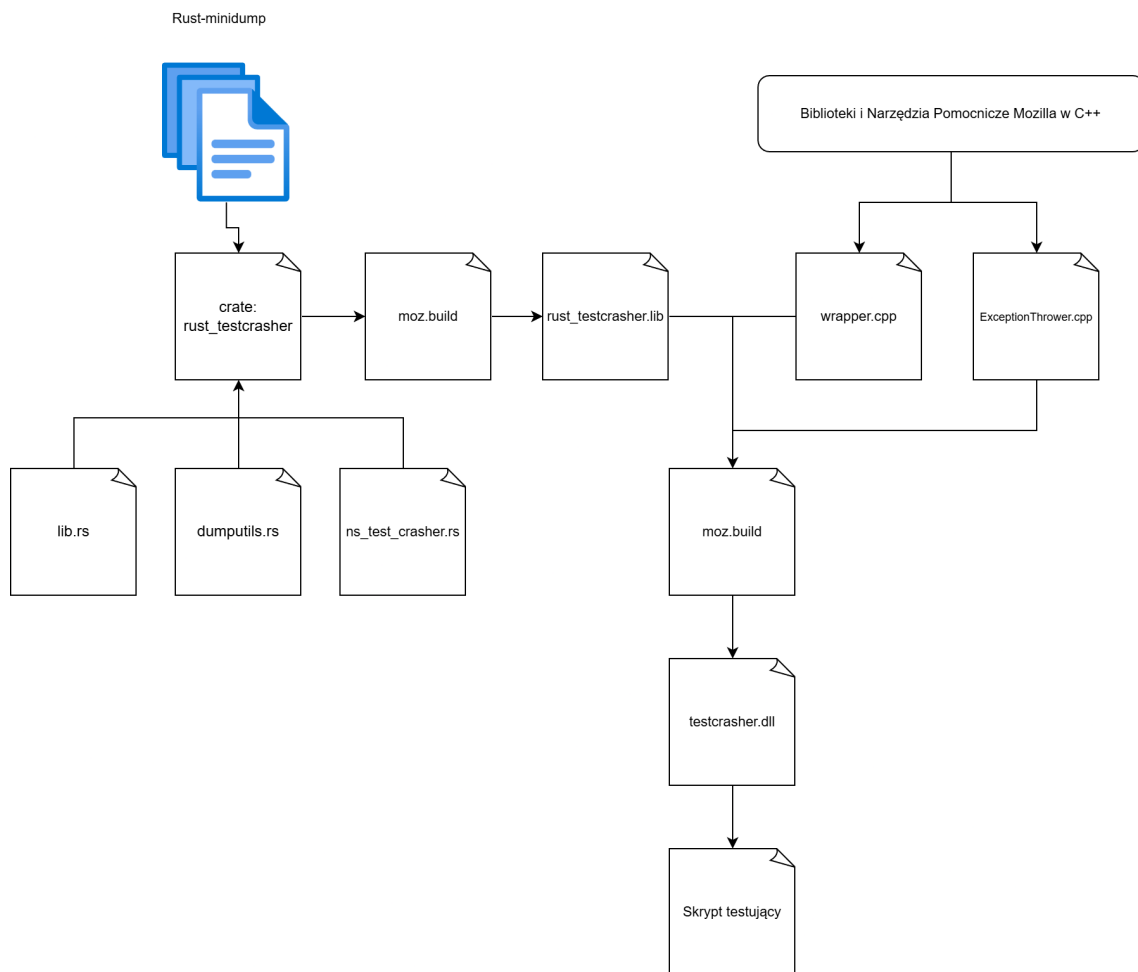 Rust-minidump
Biblioteki i Narzędzia Pomocnicze Mozilla w C++
crate:
rust_testcrasher
moz.build
rust_testcrasher.lib
wrapper.cpp
ExceptionThrower.cpp
lib.rs
dumputils.rs
ns_test_crasher.rs
moz.build
testcrasher.dll
Skrypt testujący